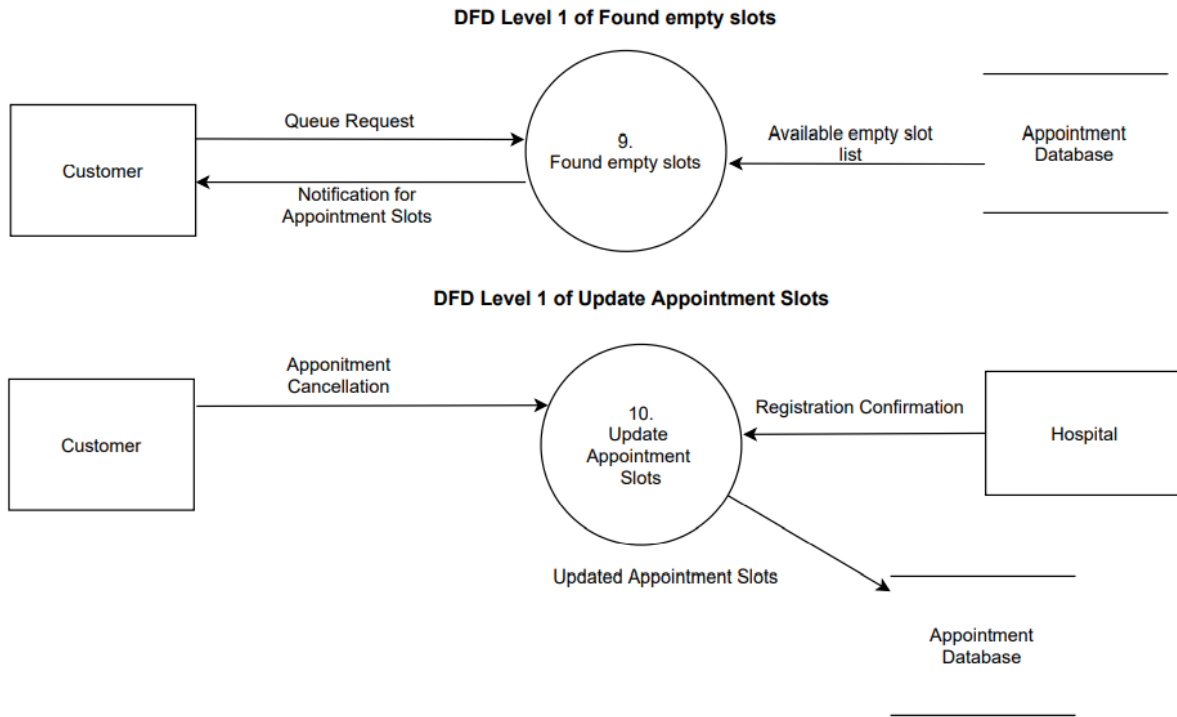 DFD Level 1 of Found empty slots
Customer
Queue Request
Notification for
Appointment Slots
9.
Found empty slots
Available empty slot
list
Appointment
Database
DFD Level 1 of Update Appointment Slots
Customer
Apponitment
Cancellation
10.
Update
Appointment
Slots
Registration Confirmation
Hospital
Updated Appointment Slots
Appointment
Database